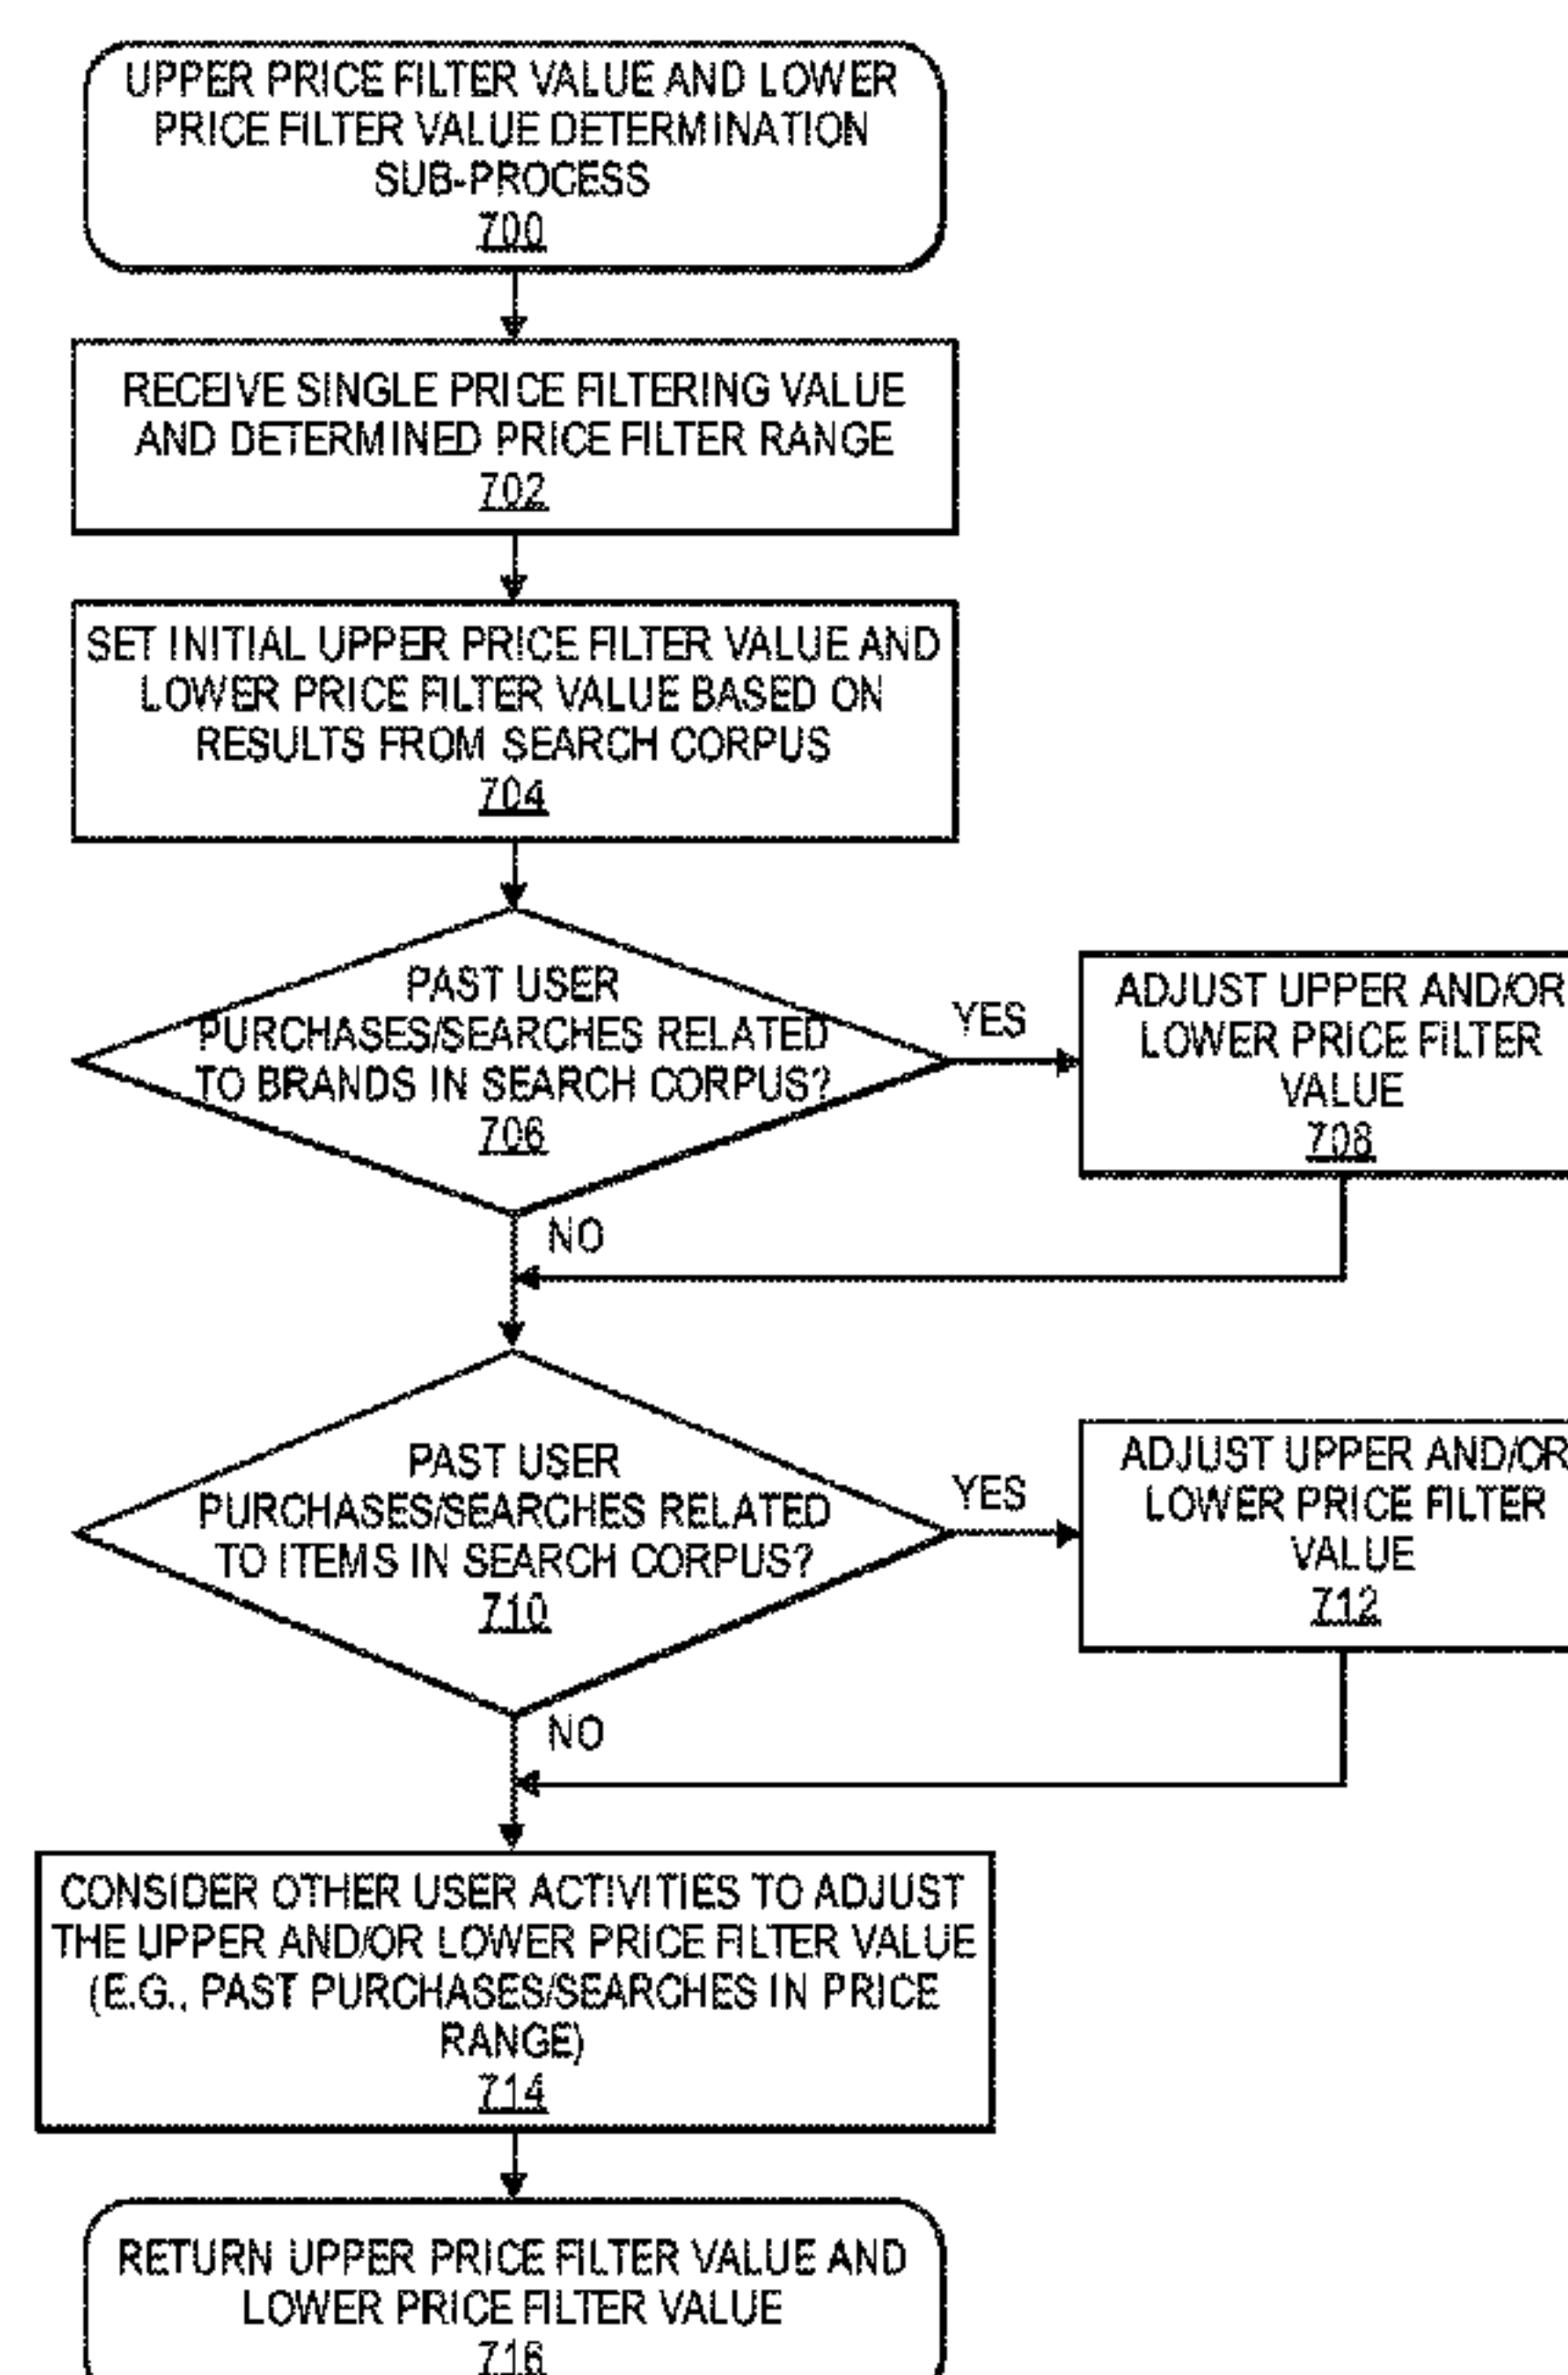 UPPER PRICE FILTER VALUE AND LOWER
PRICE FILTER VALUE DETERMINATION
SUB-PROCESS
700
RECEIVE SINGLE PRICE FILTERING VALUE
AND DETERMINED PRICE FILTER RANGE
702
SET INITIAL UPPER PRICE FILTER VALUE AND
LOWER PRICE FILTER VALUE BASED ON
RESULTS FROM SEARCH CORPUS
704
PAST USER
PURCHASES/SEARCHES RELATED
TO BRANDS IN SEARCH CORPUS?
706
YES
ADJUST UPPER AND/OR
LOWER PRICE FILTER
VALUE
708
NO
PAST USER
PURCHASES/SEARCHES RELATED
TO ITEMS IN SEARCH CORPUS?
710
YES
ADJUST UPPER AND/OR
LOWER PRICE FILTER
VALUE
712
NO
CONSIDER OTHER USER ACTIVITIES TO ADJUST
THE UPPER AND/OR LOWER PRICE FILTER VALUE
(E.G., PAST PURCHASES/SEARCHES IN PRICE
RANGE)
714
RETURN UPPER PRICE FILTER VALUE AND
LOWER PRICE FILTER VALUE
716